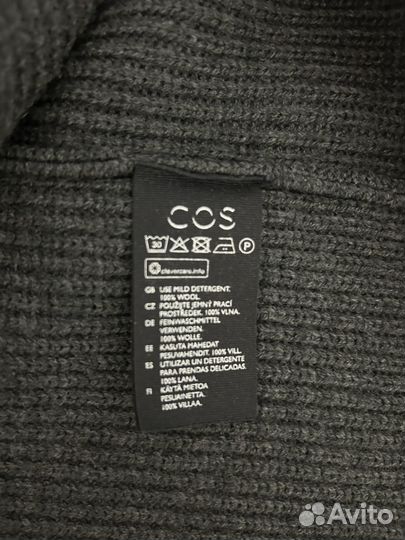 COS
30 P
clevercare.info
GB USE MILD DETERGENT.
100% WOOL.
CZ POUŽIJTE JEMNÝ PRACÍ
PROSTŘEDEK. 100% VLNA.
DE FEINWASCHMITTEL
VERWENDEN.
100% WOLLE.
EE KASUTA MAHEDAT
PESUVAHENDIT. 100% VILL.
ES UTILIZAR UN DETERGENTE
PARA PRENDAS DELICADAS.
100% LANA.
FI KÄYTÄ MIETOA
PESUAINETTA.
100% VILLAA.
Avito